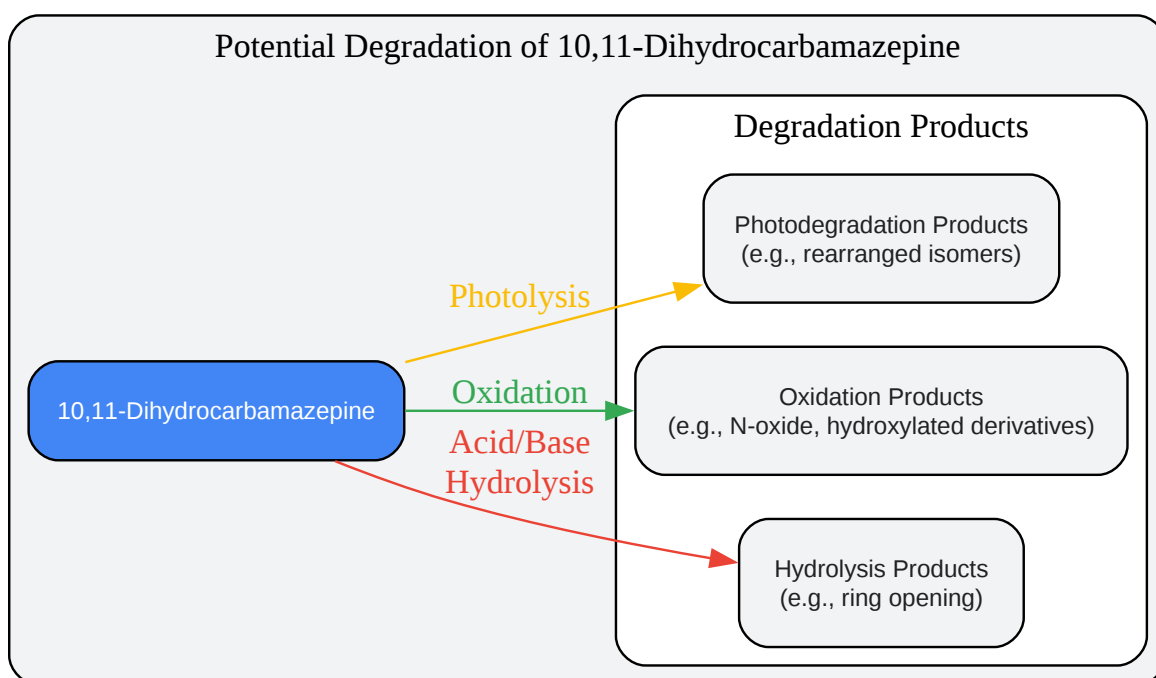 Potential Degradation of 10,11-Dihydrocarbamazepine
Degradation Products
Photodegradation Products
(e.g., rearranged isomers)
Photolysis
10,11-Dihydrocarbamazepine
Oxidation
Oxidation Products
(e.g., N-oxide, hydroxylated derivatives)
Acid/Base
Hydrolysis
Hydrolysis Products
(e.g., ring opening)